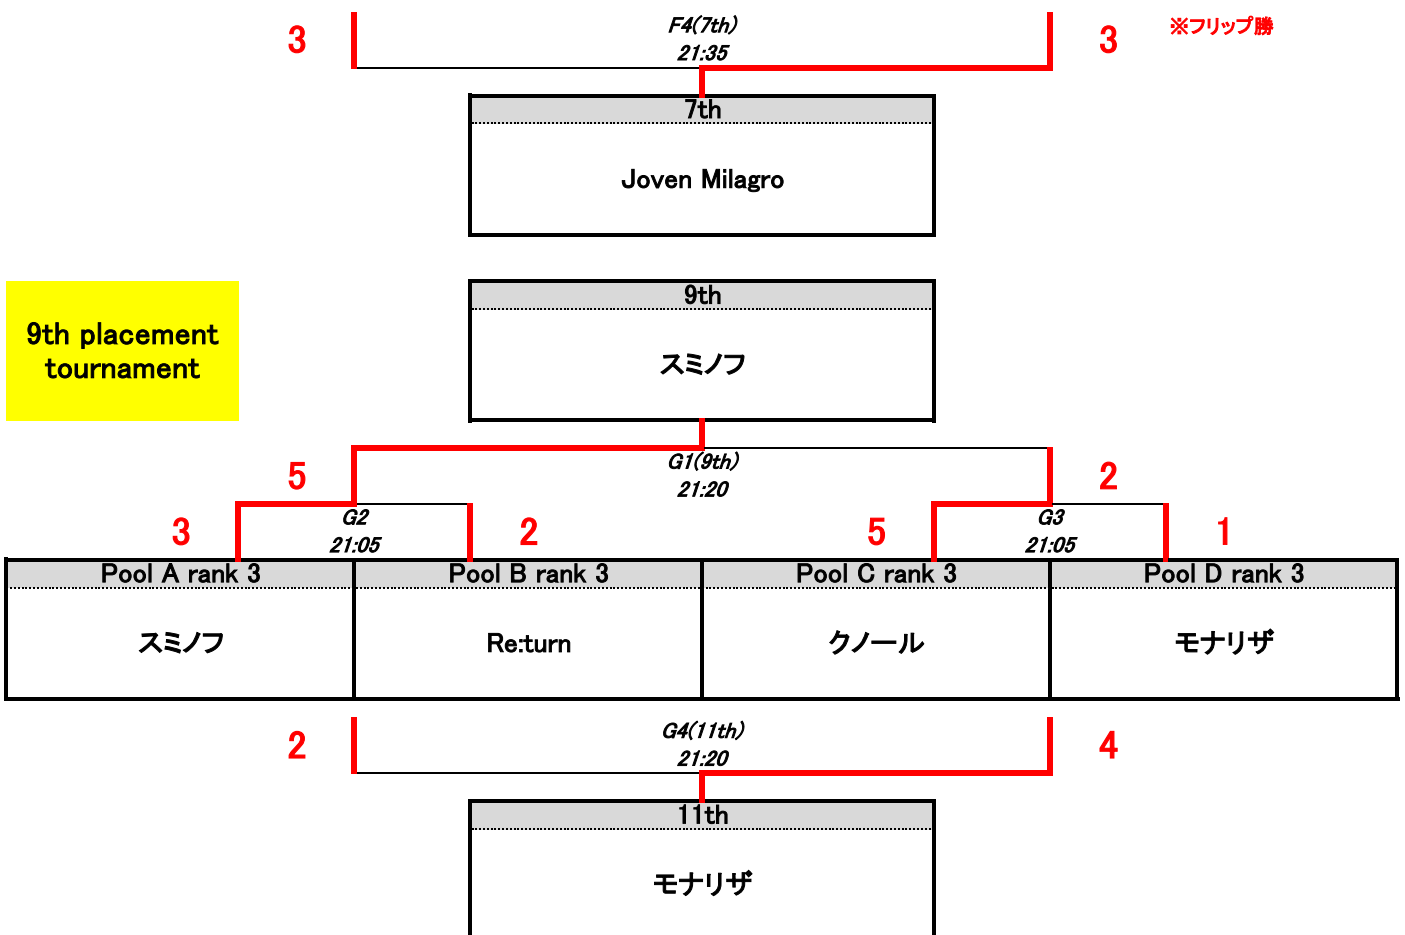 3
F4(7th)
21:35
3
※フリップ勝
7th
Joven Milagro
9th placement
tournament
9th
スミノフ
5
G1(9th)
21:20
2
3
G2
21:05
2
5
G3
21:05
1
Pool A rank 3
Pool B rank 3
Pool C rank 3
Pool D rank 3
スミノフ
Re:turn
クノール
モナリザ
2
G4(11th)
21:20
4
11th
モナリザ